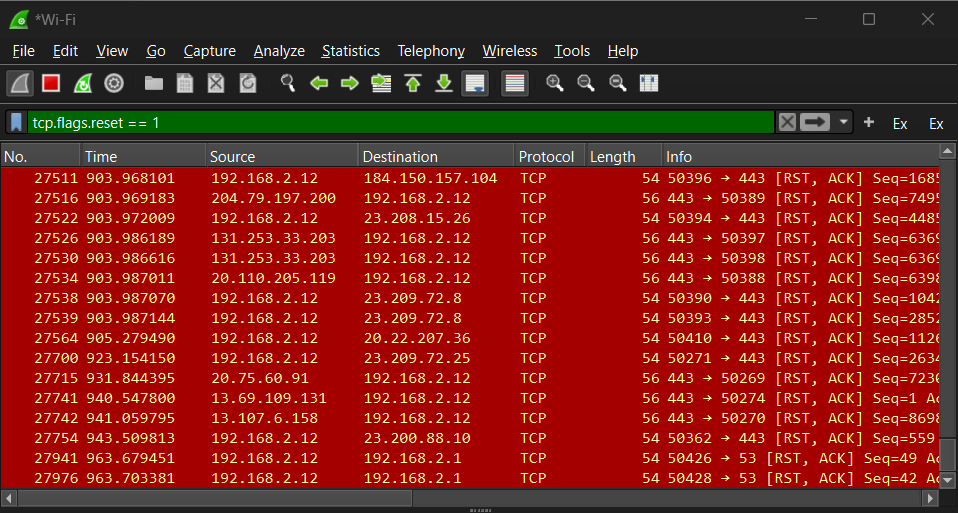 *Wi-Fi
File Edit View Go Capture Analyze Statistics Telephony Wireless Tools Help
tcp.flags.reset == 1 Ex Ex
No. Time Source Destination Protocol Length Info
27511 903.968101 192.168.2.12 184.150.157.104 TCP 54 50396 → 443 [RST, ACK] Seq=1685
27516 903.969183 204.79.197.200 192.168.2.12 TCP 56 443 → 50389 [RST, ACK] Seq=7495
27522 903.972009 192.168.2.12 23.208.15.26 TCP 54 50394 → 443 [RST, ACK] Seq=4485
27526 903.986189 131.253.33.203 192.168.2.12 TCP 56 443 → 50397 [RST, ACK] Seq=6369
27530 903.986616 131.253.33.203 192.168.2.12 TCP 56 443 → 50398 [RST, ACK] Seq=6369
27534 903.987011 20.110.205.119 192.168.2.12 TCP 56 443 → 50388 [RST, ACK] Seq=6398
27538 903.987070 192.168.2.12 23.209.72.8 TCP 54 50390 → 443 [RST, ACK] Seq=1042
27539 903.987144 192.168.2.12 23.209.72.8 TCP 54 50393 → 443 [RST, ACK] Seq=2852
27564 905.279490 192.168.2.12 20.22.207.36 TCP 54 50410 → 443 [RST, ACK] Seq=1126
27700 923.154150 192.168.2.12 23.209.72.25 TCP 54 50271 → 443 [RST, ACK] Seq=2634
27715 931.844395 20.75.60.91 192.168.2.12 TCP 56 443 → 50269 [RST, ACK] Seq=7230
27741 940.547800 13.69.109.131 192.168.2.12 TCP 56 443 → 50274 [RST, ACK] Seq=1 Ac
27742 941.059795 13.107.6.158 192.168.2.12 TCP 56 443 → 50270 [RST, ACK] Seq=8698
27754 943.509813 192.168.2.12 23.200.88.10 TCP 54 50362 → 443 [RST, ACK] Seq=559
27941 963.679451 192.168.2.12 192.168.2.1 TCP 54 50426 → 53 [RST, ACK] Seq=49 Ac
27976 963.703381 192.168.2.12 192.168.2.1 TCP 54 50428 → 53 [RST, ACK] Seq=42 Ac